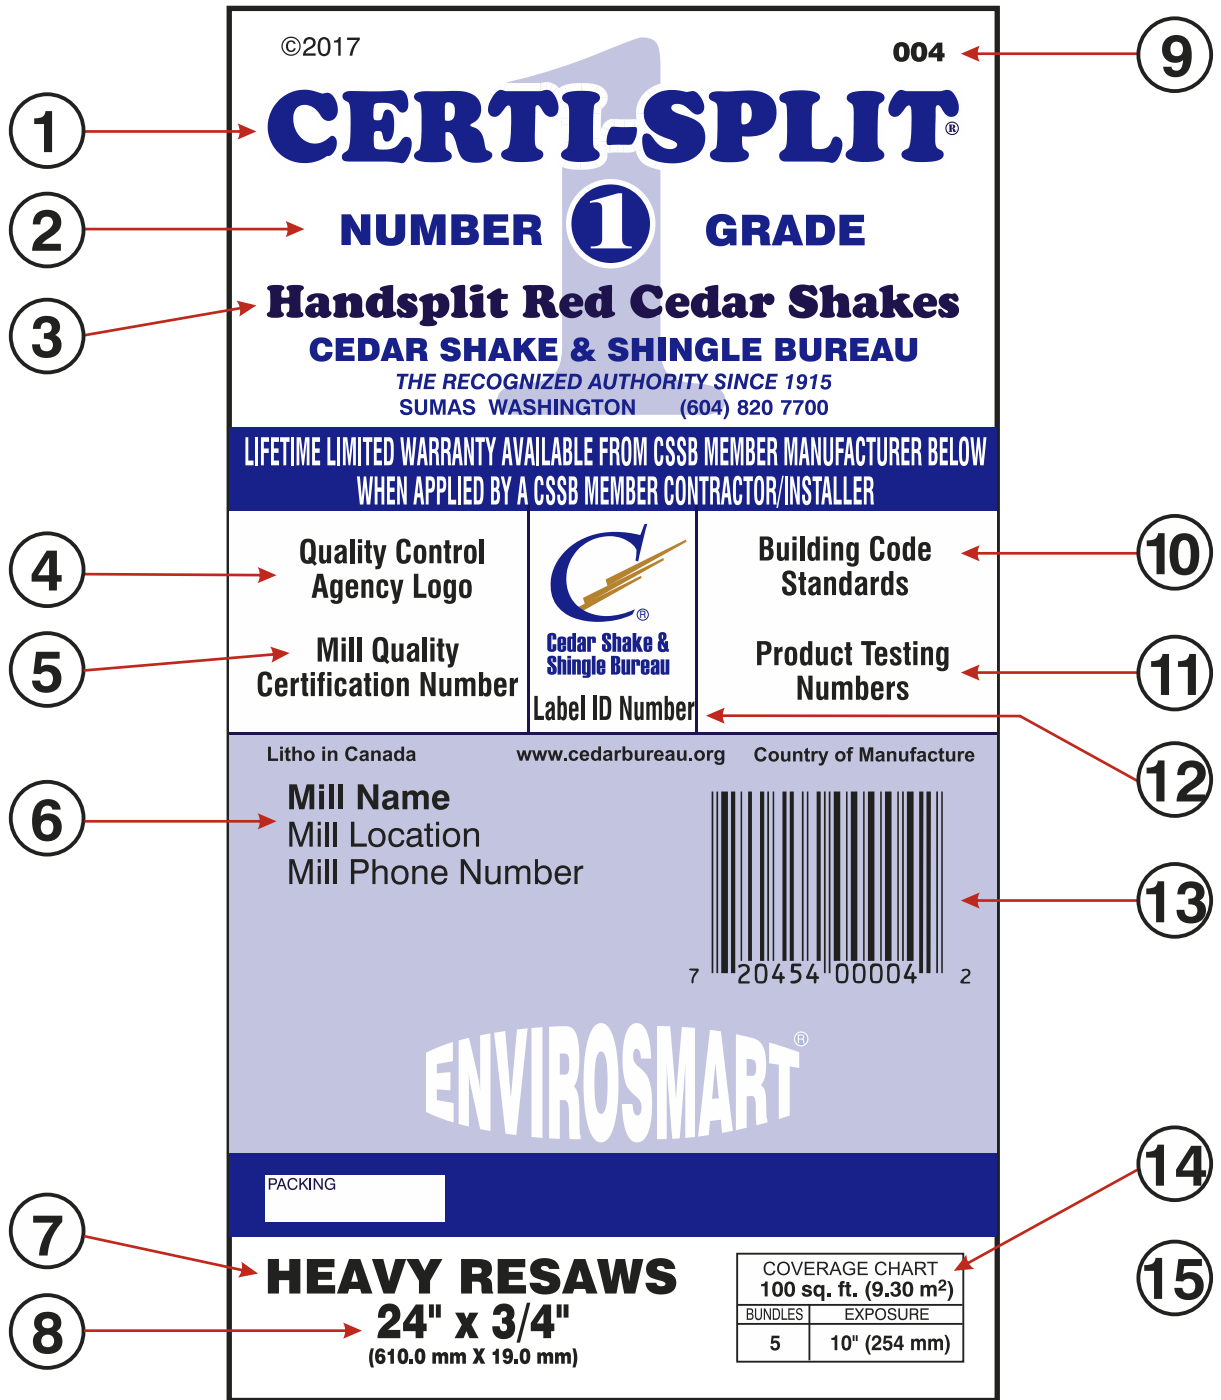 ©2017
004
1
9
CERTI-SPLIT®
1
2
NUMBER 1 GRADE
3
Handsplit Red Cedar Shakes
CEDAR SHAKE & SHINGLE BUREAU
THE RECOGNIZED AUTHORITY SINCE 1915
SUMAS WASHINGTON (604) 820 7700
LIFETIME LIMITED WARRANTY AVAILABLE FROM CSSB MEMBER MANUFACTURER BELOW
WHEN APPLIED BY A CSSB MEMBER CONTRACTOR/INSTALLER
4
Quality Control
Agency Logo
5
Mill Quality
Certification Number
C®
Cedar Shake &
Shingle Bureau
Label ID Number
Building Code
Standards
10
Product Testing
Numbers
11
12
Litho in Canada
www.cedarbureau.org
Country of Manufacture
6
Mill Name
Mill Location
Mill Phone Number
13
7 20454 00004 2
ENVIROSMART®
PACKING
14
7
HEAVY RESAWS
8
24" x 3/4"
(610.0 mm X 19.0 mm)
COVERAGE CHART
100 sq. ft. (9.30 m²)
BUNDLES EXPOSURE
5 10" (254 mm)
15